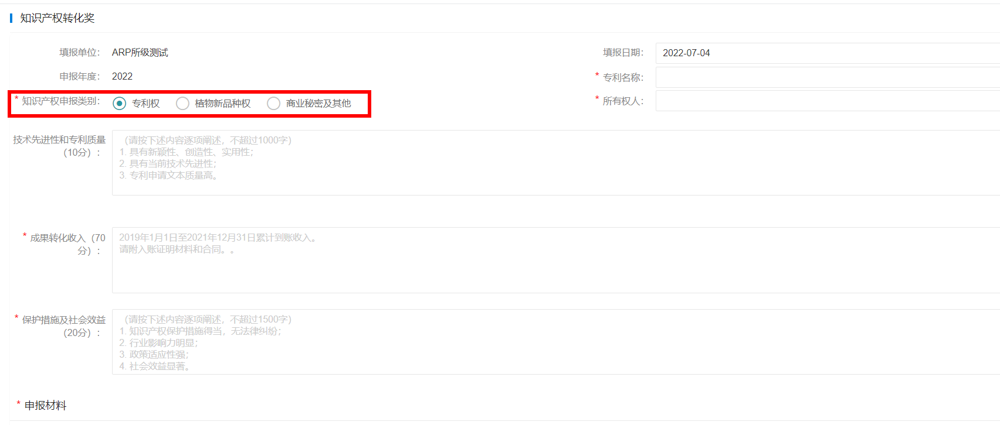 知识产权转化奖
填报单位： ARP所级测试
填报日期： 2022-07-04
申报年度： 2022
* 专利名称：
* 知识产权申报类别： 专利权 植物新品种权 商业秘密及其他
* 所有权人：
技术先进性和专利质量
（10分）：
（请按下述内容逐项阐述，不超过1000字）
1. 具有新颖性、创造性、实用性；
2. 具有当前技术先进性；
3. 专利申请文本质量高。
* 成果转化收入（70
分）：
2019年1月1日至2021年12月31日累计到账收入。
请附入账证明材料和合同。。
* 保护措施及社会效益
（20分）：
（请按下述内容逐项阐述，不超过1500字）
1. 知识产权保护措施得当，无法律纠纷；
2. 行业影响力明显；
3. 政策适应性强；
4. 社会效益显著。
* 申报材料